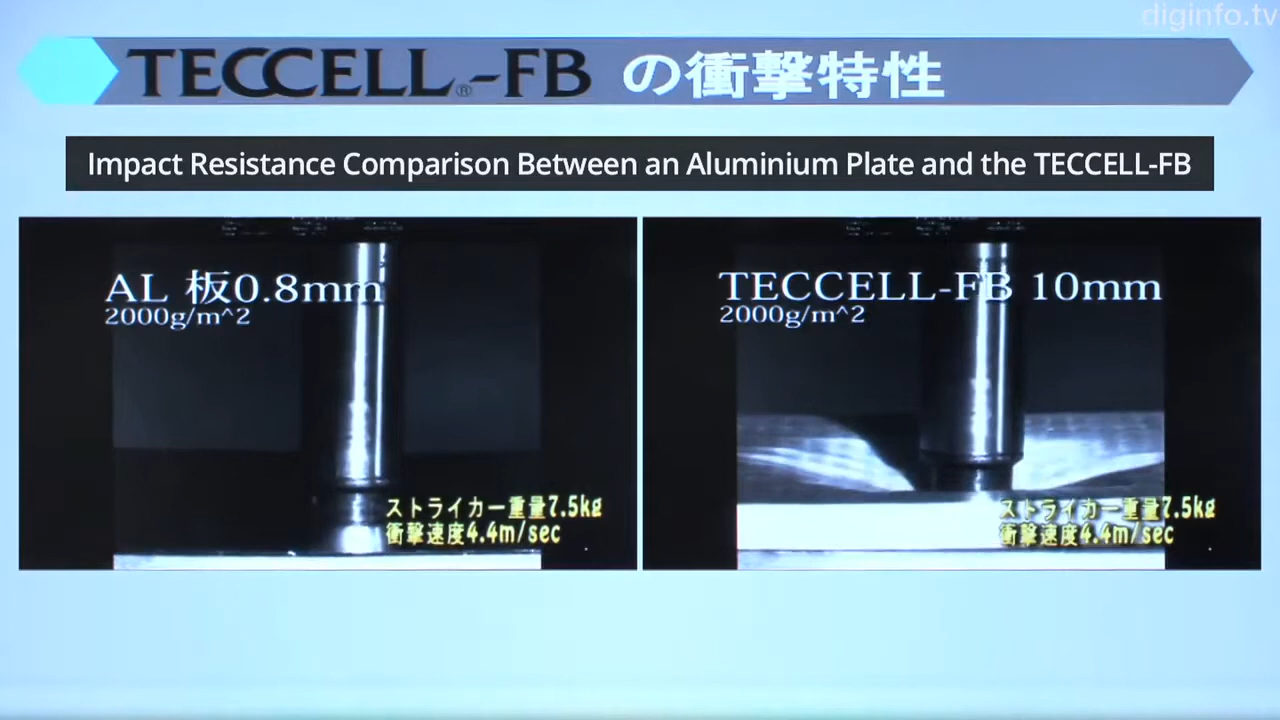 diginfo.tv
TECCELL®-FB の衝撃特性
Impact Resistance Comparison Between an Aluminium Plate and the TECCELL-FB
AL 板0.8mm
2000g/m^2
ストライカー重量7.5kg
衝撃速度4.4m/sec
TECCELL-FB 10mm
2000g/m^2
ストライカー重量7.5kg
衝撃速度4.4m/sec